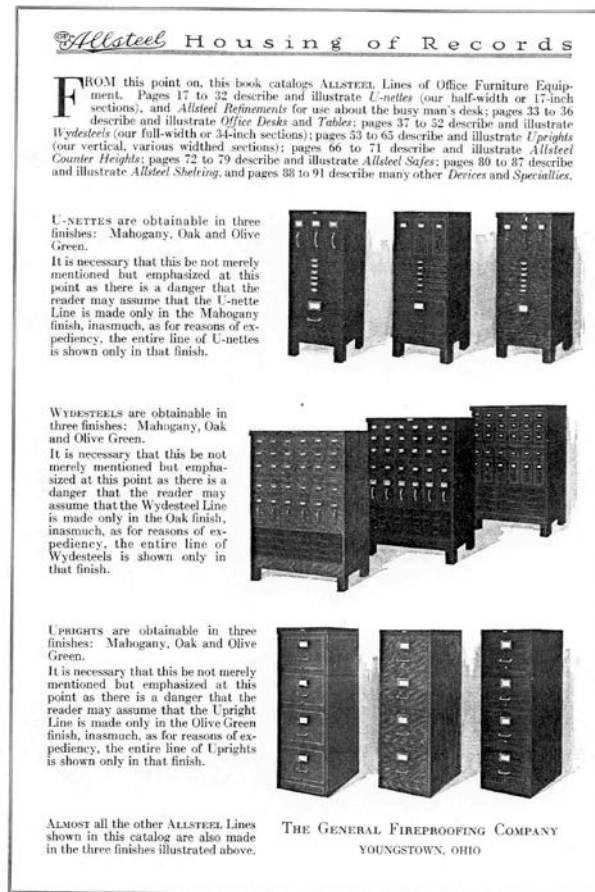 GF Allsteel Housing of Records
FROM this point on, this book catalogs ALLSTEEL Lines of Office Furniture Equip-
ment. Pages 17 to 32 describe and illustrate U-nettes (our half-width or 17-inch
sections), and Allsteel Refinements for use about the busy man's desk; pages 33 to 36
describe and illustrate Office Desks and Tables; pages 37 to 52 describe and illustrate
Wydesteels (our full-width or 34-inch sections); pages 53 to 65 describe and illustrate Uprights
(our vertical, various widthed sections); pages 66 to 71 describe and illustrate Allsteel
Counter Heights; pages 72 to 79 describe and illustrate Allsteel Safes; pages 80 to 87 describe
and illustrate Allsteel Shelving, and pages 88 to 91 describe many other Devices and Specialties.
U-NETTES are obtainable in three
finishes: Mahogany, Oak and Olive
Green.
It is necessary that this be not merely
mentioned but emphasized at this
point as there is a danger that the
reader may assume that the U-nette
Line is made only in the Mahogany
finish, inasmuch, as for reasons of ex-
pediency, the entire line of U-nettes
is shown only in that finish.
WYDESTEELS are obtainable in
three finishes: Mahogany, Oak
and Olive Green.
It is necessary that this be not
merely mentioned but empha-
sized at this point as there is a
danger that the reader may
assume that the Wydesteel Line
is made only in the Oak finish,
inasmuch, as for reasons of ex-
pediency, the entire line of
Wydesteels is shown only in
that finish.
UPRIGHTS are obtainable in three
finishes: Mahogany, Oak and Olive
Green.
It is necessary that this be not merely
mentioned but emphasized at this
point as there is a danger that the
reader may assume that the Upright
Line is made only in the Olive Green
finish, inasmuch, as for reasons of ex-
pediency, the entire line of Uprights
is shown only in that finish.
ALMOST all the other ALLSTEEL Lines
shown in this catalog are also made
in the three finishes illustrated above.
THE GENERAL FIREPROOFING COMPANY
YOUNGSTOWN, OHIO